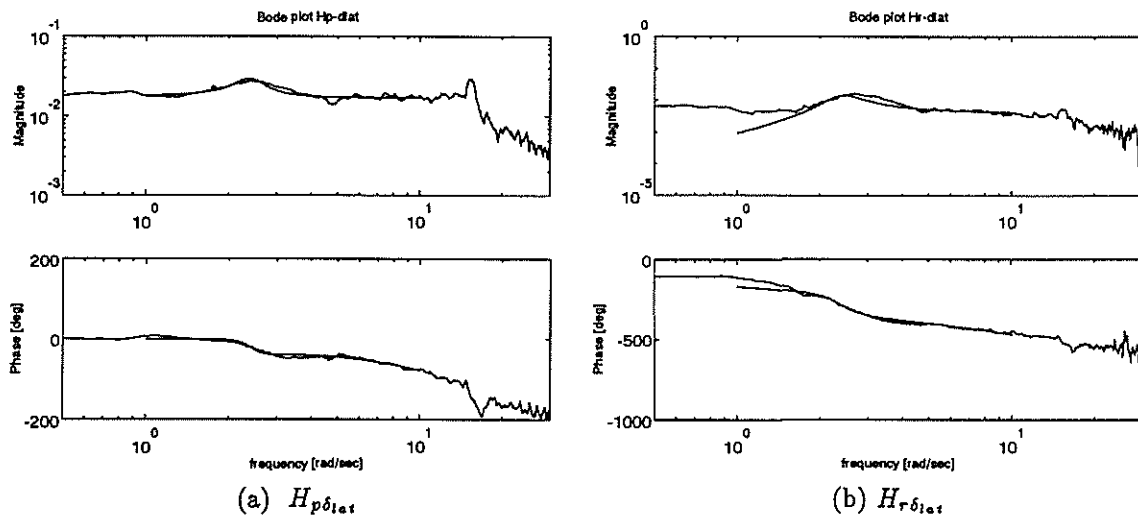 Bode plot Hp-dlat
10^-1
10^-2
10^-3
Magnitude
10^0
10^1
200
0
-200
Phase [deg]
10^0
10^1
frequency [rad/sec]
(a) H_{pδ_{lat}}
Bode plot Hr-dlat
10^0
10^-5
Magnitude
10^0
10^1
0
-500
-1000
Phase [deg]
10^0
10^1
frequency [rad/sec]
(b) H_{rδ_{lat}}